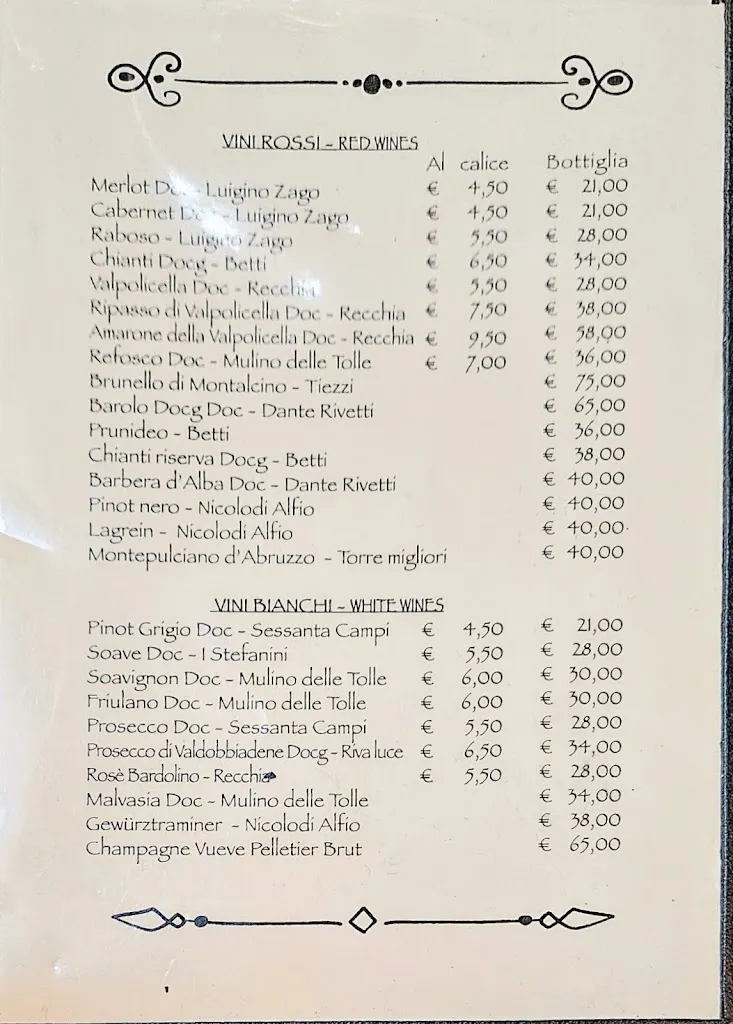 VINI ROSSI - RED WINES
Al calice Bottiglia
Merlot Doc - Luigino Zago € 4,50 € 21,00
Cabernet Doc - Luigino Zago € 4,50 € 21,00
Raboso - Luigino Zago € 5,50 € 28,00
Chianti Docg - Betti € 6,50 € 34,00
Valpolicella Doc - Recchia € 5,50 € 28,00
Ripasso di Valpolicella Doc - Recchia € 7,50 € 38,00
Amarone della Valpolicella Doc - Recchia € 9,50 € 58,00
Refosco Doc - Mulino delle Tolle € 7,00 € 36,00
Brunello di Montalcino - Tiezzi € 75,00
Barolo Docg Doc - Dante Rivetti € 65,00
Prunideo - Betti € 36,00
Chianti riserva Docg - Betti € 38,00
Barbera d'Alba Doc - Dante Rivetti € 40,00
Pinot nero - Nicolodi Alfio € 40,00
Lagrein - Nicolodi Alfio € 40,00
Montepulciano d'Abruzzo - Torre migliori € 40,00
VINI BIANCHI - WHITE WINES
Pinot Grigio Doc - Sessanta Campi € 4,50 € 21,00
Soave Doc - I Stefanini € 5,50 € 28,00
Soavignon Doc - Mulino delle Tolle € 6,00 € 30,00
Friulano Doc - Mulino delle Tolle € 6,00 € 30,00
Prosecco Doc - Sessanta Campi € 5,50 € 28,00
Prosecco di Valdobbiadene Docg - Riva luce € 6,50 € 34,00
Rosè Bardolino - Recchia € 5,50 € 28,00
Malvasia Doc - Mulino delle Tolle € 34,00
Gewürztraminer - Nicolodi Alfio € 38,00
Champagne Vueve Pelletier Brut € 65,00